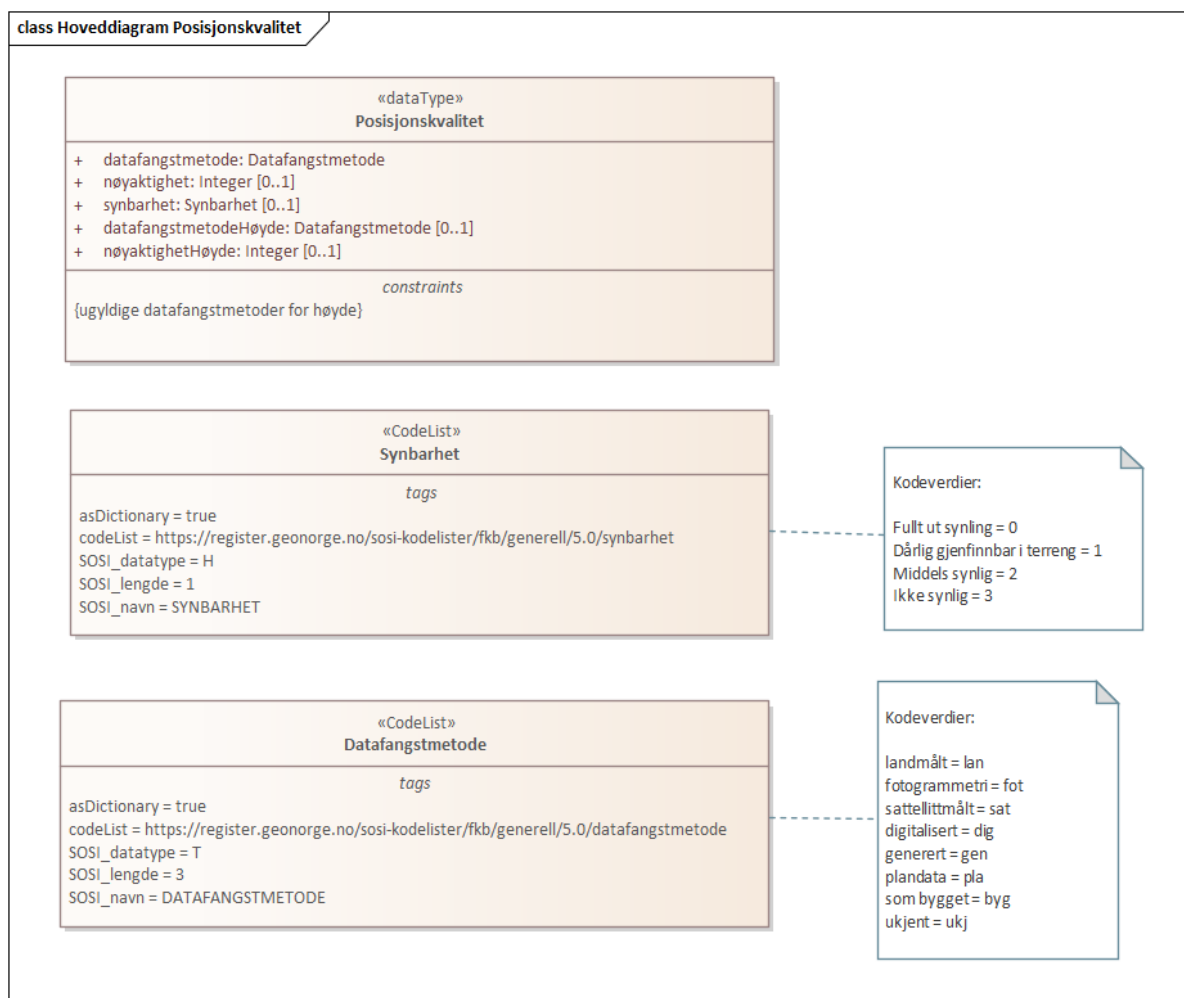 class Hoveddiagram Posisjonskvalitet
«dataType»
Posisjonskvalitet
+ datafangstmetode: Datafangstmetode
+ nøyaktighet: Integer [0..1]
+ synbarhet: Synbarhet [0..1]
+ datafangstmetodeHøyde: Datafangstmetode [0..1]
+ nøyaktighetHøyde: Integer [0..1]
constraints
{ugyldige datafangstmetoder for høyde}
«CodeList»
Synbarhet
tags
asDictionary = true
codeList = https://register.geonorge.no/sosi-kodelister/fkb/generell/5.0/synbarhet
SOSI_datatype = H
SOSI_lengde = 1
SOSI_navn = SYNBARHET
Kodeverdier:
Fullt ut synling = 0
Dårlig gjenfinnbar i terreng = 1
Middels synlig = 2
Ikke synlig = 3
«CodeList»
Datafangstmetode
tags
asDictionary = true
codeList = https://register.geonorge.no/sosi-kodelister/fkb/generell/5.0/datafangstmetode
SOSI_datatype = T
SOSI_lengde = 3
SOSI_navn = DATAFANGSTMETODE
Kodeverdier:
landmålt = lan
fotogrammetri = fot
sattellittmålt = sat
digitalisert = dig
generert = gen
plandata = pla
som bygget = byg
ukjent = ukj